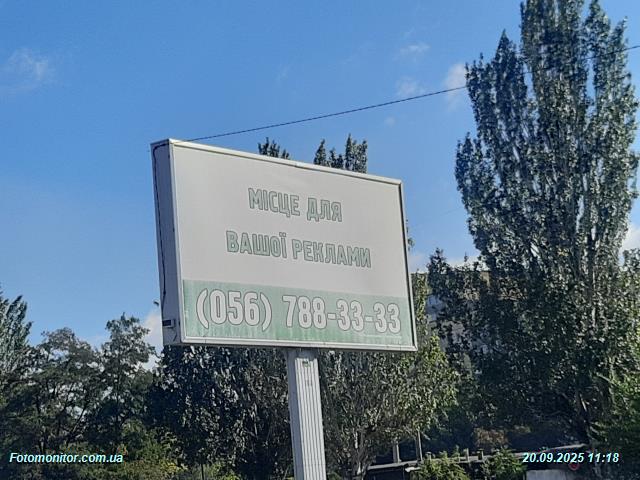 МІСЦЕ ДЛЯ
ВАШОЇ РЕКЛАМИ
(056) 788-33-33
Fotomonitor.com.ua
20.09.2025 11:18